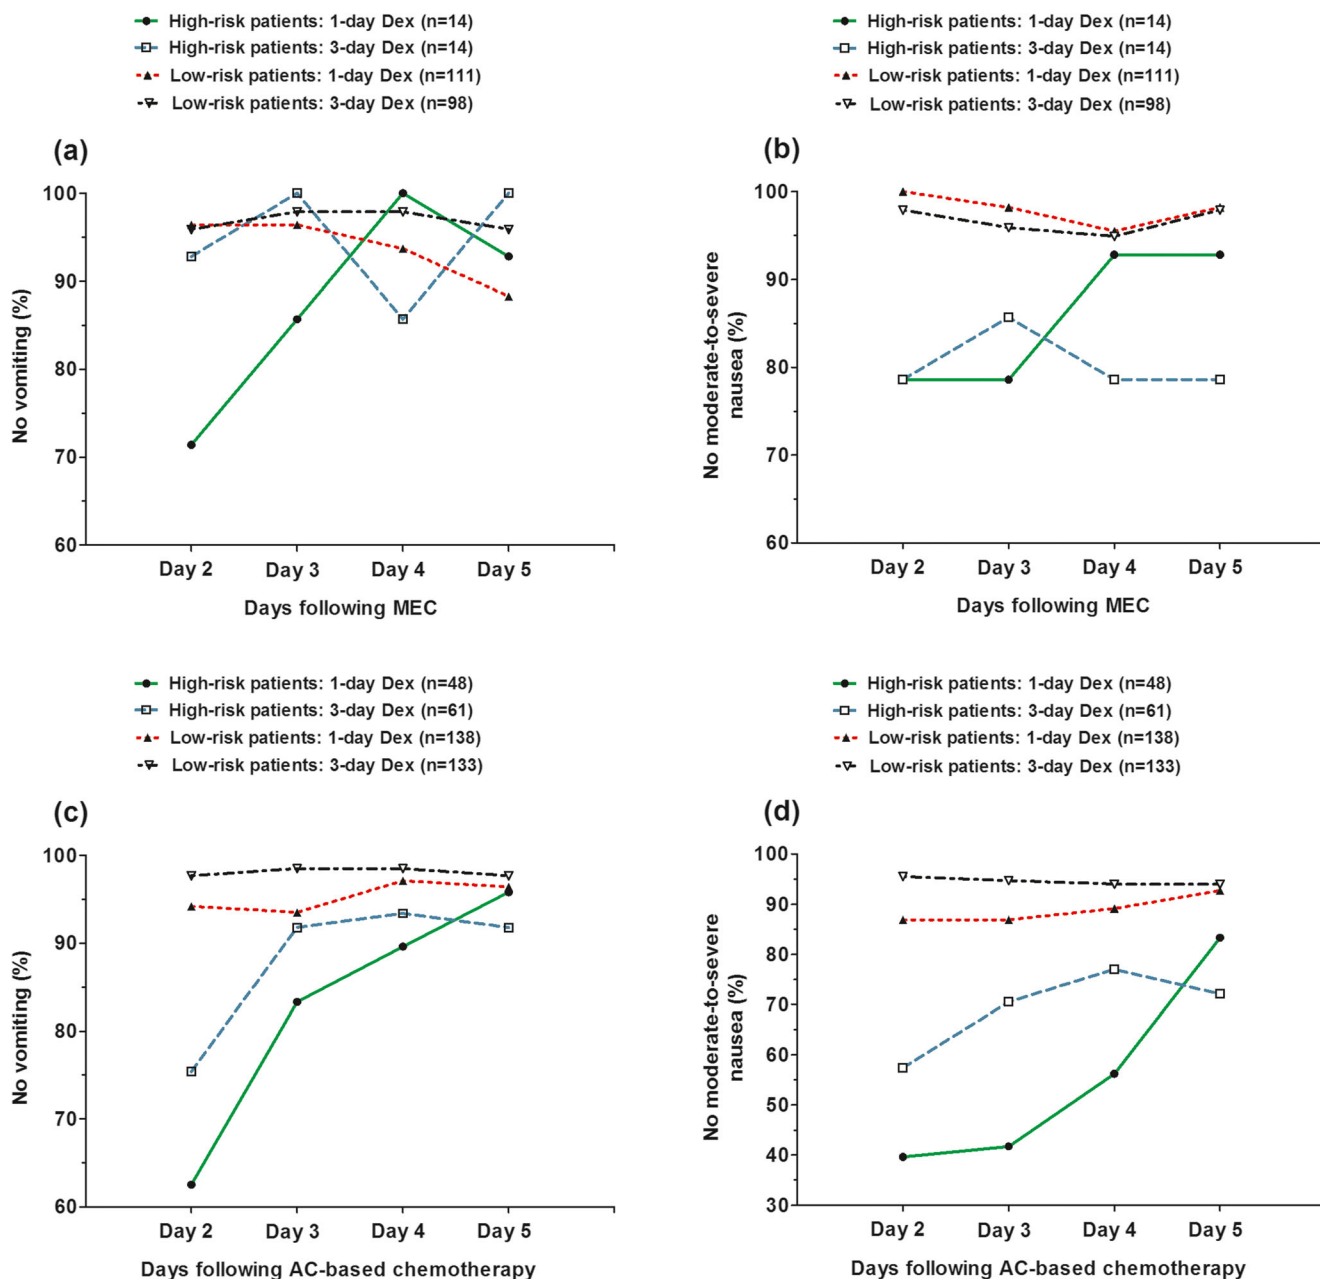 High-risk patients: 1-day Dex (n=14)
High-risk patients: 3-day Dex (n=14)
Low-risk patients: 1-day Dex (n=111)
Low-risk patients: 3-day Dex (n=98)
(a)
No vomiting (%)
100
90
80
70
60
Day 2 Day 3 Day 4 Day 5
Days following MEC
High-risk patients: 1-day Dex (n=14)
High-risk patients: 3-day Dex (n=14)
Low-risk patients: 1-day Dex (n=111)
Low-risk patients: 3-day Dex (n=98)
(b)
No moderate-to-severe
nausea (%)
100
90
80
70
60
Day 2 Day 3 Day 4 Day 5
Days following MEC
High-risk patients: 1-day Dex (n=48)
High-risk patients: 3-day Dex (n=61)
Low-risk patients: 1-day Dex (n=138)
Low-risk patients: 3-day Dex (n=133)
(c)
No vomiting (%)
100
90
80
70
60
Day 2 Day 3 Day 4 Day 5
Days following AC-based chemotherapy
High-risk patients: 1-day Dex (n=48)
High-risk patients: 3-day Dex (n=61)
Low-risk patients: 1-day Dex (n=138)
Low-risk patients: 3-day Dex (n=133)
(d)
No moderate-to-severe
nausea (%)
100
90
80
70
60
50
40
30
Day 2 Day 3 Day 4 Day 5
Days following AC-based chemotherapy